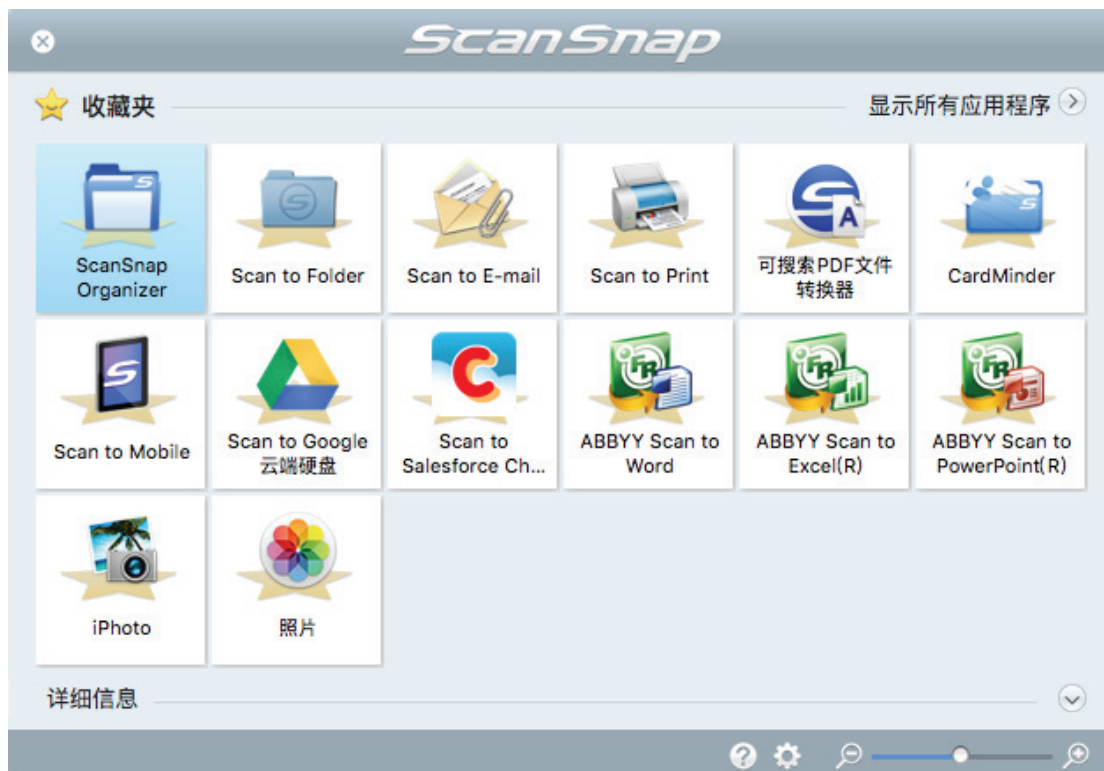 ScanSnap
收藏夹
显示所有应用程序
ScanSnap
Organizer
Scan to Folder
Scan to E-mail
Scan to Print
可搜索PDF文件
转换器
CardMinder
Scan to Mobile
Scan to Google
云端硬盘
Scan to
Salesforce Ch...
ABBYY Scan to
Word
ABBYY Scan to
Excel(R)
ABBYY Scan to
PowerPoint(R)
iPhoto
照片
详细信息